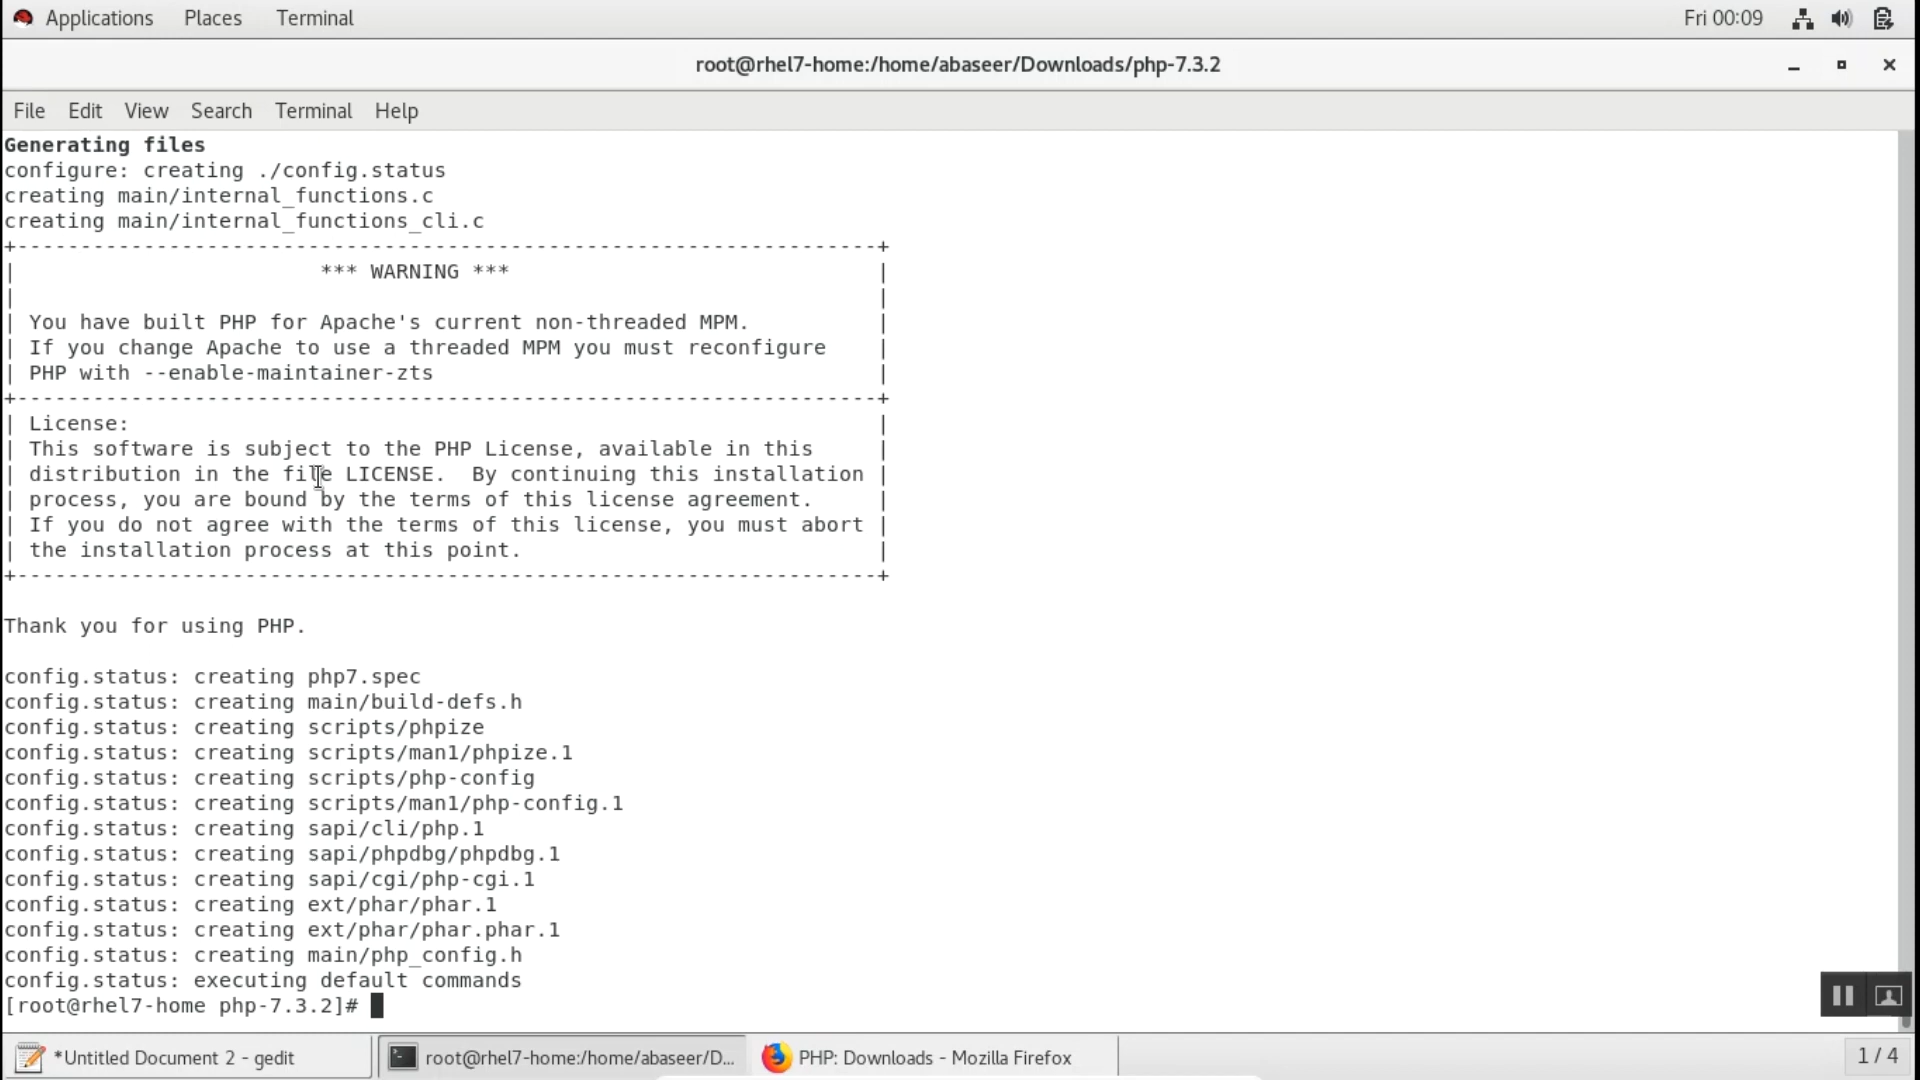 Applications Places Terminal Fri 00:09
root@rhel7-home:/home/abaseer/Downloads/php-7.3.2
File Edit View Search Terminal Help
Generating files
configure: creating ./config.status
creating main/internal_functions.c
creating main/internal_functions_cli.c
+--------------------------------------------------------------------+
|                         *** WARNING ***                            |
|                                                                    |
| You have built PHP for Apache's current non-threaded MPM.          |
| If you change Apache to use a threaded MPM you must reconfigure    |
| PHP with --enable-maintainer-zts                                   |
+--------------------------------------------------------------------+
| License:                                                           |
| This software is subject to the PHP License, available in this     |
| distribution in the file LICENSE.  By continuing this installation |
| process, you are bound by the terms of this license agreement.     |
| If you do not agree with the terms of this license, you must abort |
| the installation process at this point.                            |
+--------------------------------------------------------------------+
Thank you for using PHP.
config.status: creating php7.spec
config.status: creating main/build-defs.h
config.status: creating scripts/phpize
config.status: creating scripts/man1/phpize.1
config.status: creating scripts/php-config
config.status: creating scripts/man1/php-config.1
config.status: creating sapi/cli/php.1
config.status: creating sapi/phpdbg/phpdbg.1
config.status: creating sapi/cgi/php-cgi.1
config.status: creating ext/phar/phar.1
config.status: creating ext/phar/phar.phar.1
config.status: creating main/php_config.h
config.status: executing default commands
[root@rhel7-home php-7.3.2]#
*Untitled Document 2 - gedit root@rhel7-home:/home/abaseer/D... PHP: Downloads - Mozilla Firefox 1 / 4